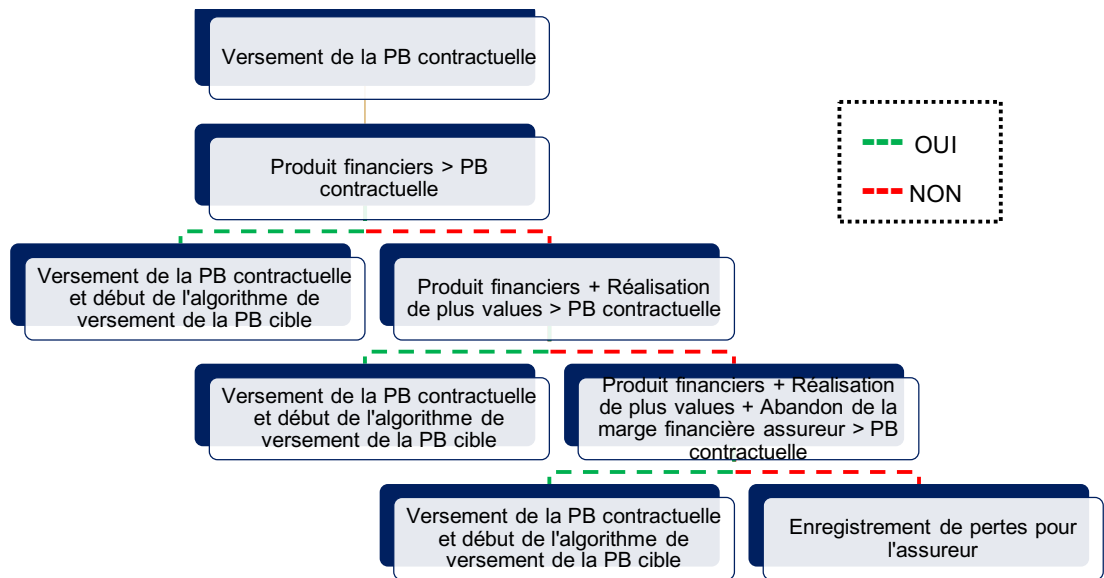 Versement de la PB contractuelle
Produit financiers > PB
contractuelle
OUI
NON
Versement de la PB contractuelle
et début de l'algorithme de
versement de la PB cible
Produit financiers + Réalisation
de plus values > PB contractuelle
Versement de la PB contractuelle
et début de l'algorithme de
versement de la PB cible
Produit financiers + Réalisation
de plus values + Abandon de la
marge financière assureur > PB
contractuelle
Versement de la PB contractuelle
et début de l'algorithme de
versement de la PB cible
Enregistrement de pertes pour
l'assureur